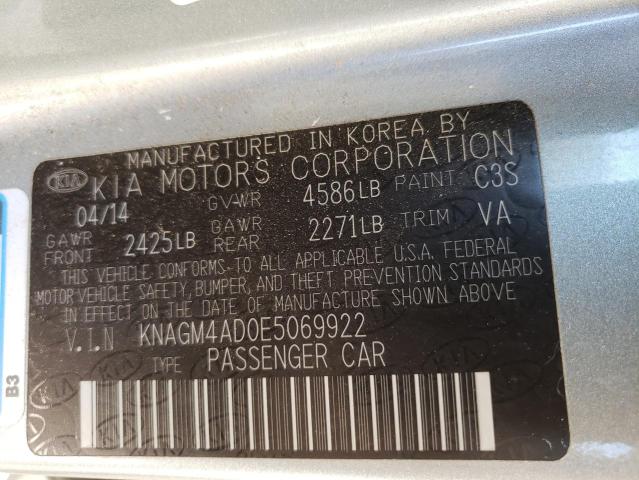 MANUFACTURED IN KOREA BY
KIA KIA MOTORS CORPORATION
04/14 GVWR 4586LB PAINT C3S
GAWR FRONT 2425LB GAWR REAR 2271LB TRIM VA
THIS VEHICLE CONFORMS TO ALL APPLICABLE U.S.A. FEDERAL
MOTOR VEHICLE SAFETY, BUMPER, AND THEFT PREVENTION STANDARDS
IN EFFECT ON THE DATE OF MANUFACTURE SHOWN ABOVE
V.I.N KNAGM4AD0E5069922
TYPE PASSENGER CAR
B3